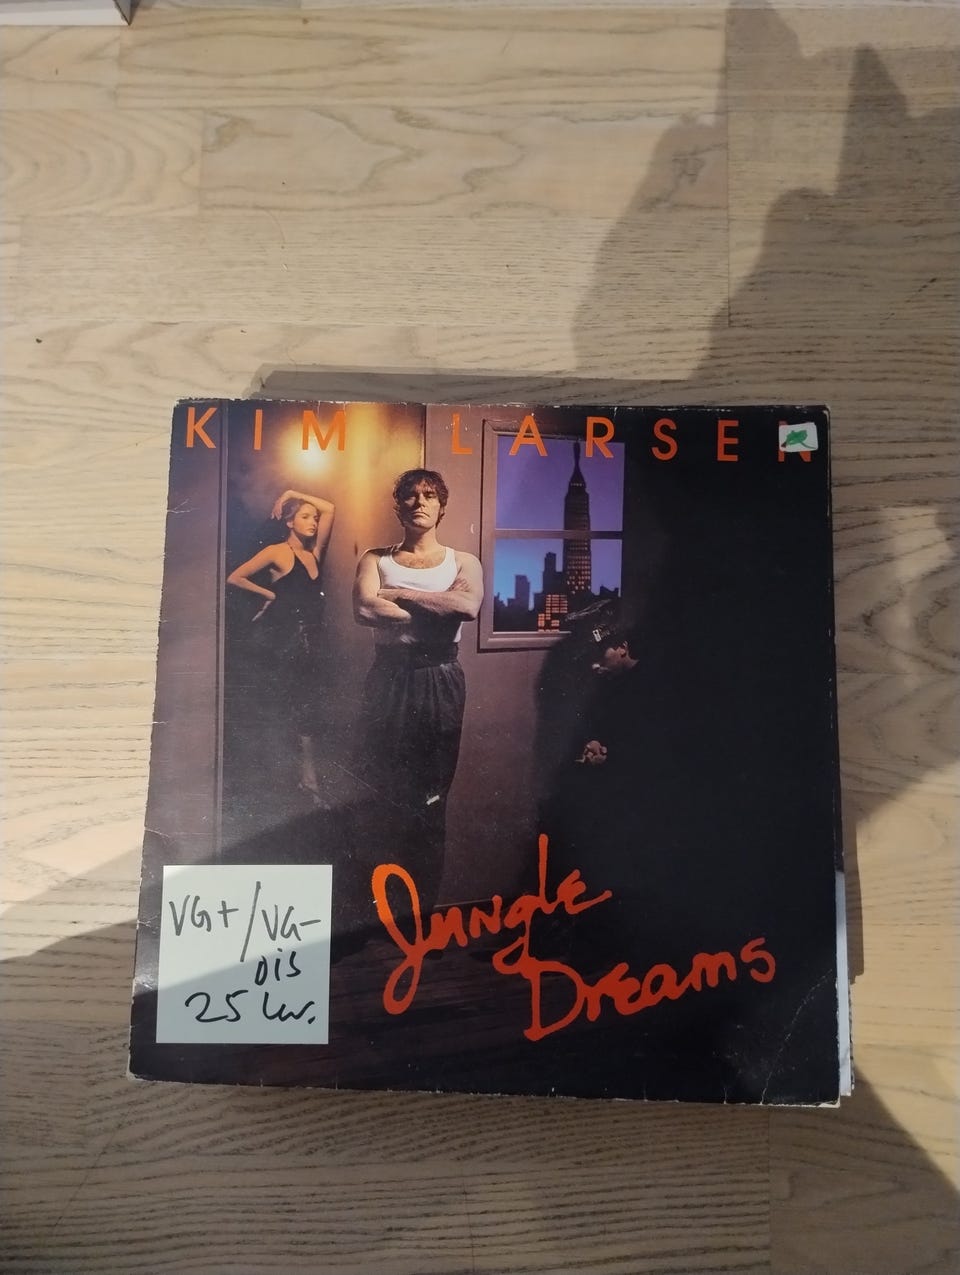 KIM LARSEN
VG+/VG-
OIS
25 kr.
Jungle
Dreams